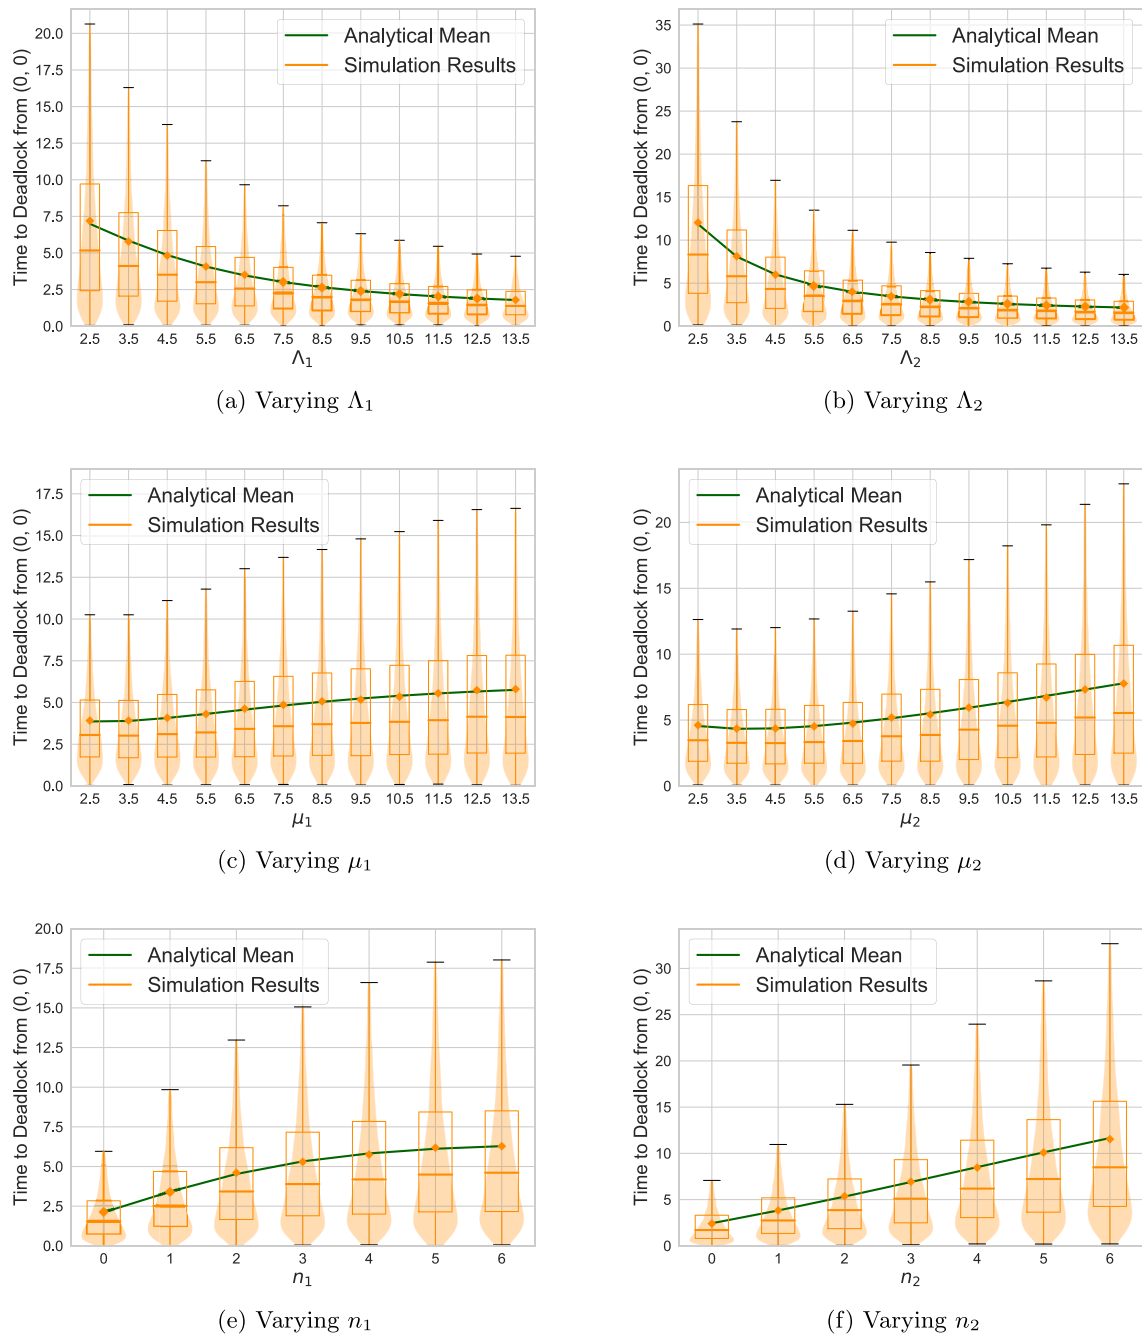 Analytical Mean
Simulation Results
Time to Deadlock from (0, 0)
20.0
17.5
15.0
12.5
10.0
7.5
5.0
2.5
0.0
2.5 3.5 4.5 5.5 6.5 7.5 8.5 9.5 10.5 11.5 12.5 13.5
Λ₁
(a) Varying Λ₁
Analytical Mean
Simulation Results
Time to Deadlock from (0, 0)
35
30
25
20
15
10
5
0
2.5 3.5 4.5 5.5 6.5 7.5 8.5 9.5 10.5 11.5 12.5 13.5
Λ₂
(b) Varying Λ₂
Analytical Mean
Simulation Results
Time to Deadlock from (0, 0)
17.5
15.0
12.5
10.0
7.5
5.0
2.5
0.0
2.5 3.5 4.5 5.5 6.5 7.5 8.5 9.5 10.5 11.5 12.5 13.5
μ₁
(c) Varying μ₁
Analytical Mean
Simulation Results
Time to Deadlock from (0, 0)
20
15
10
5
0
2.5 3.5 4.5 5.5 6.5 7.5 8.5 9.5 10.5 11.5 12.5 13.5
μ₂
(d) Varying μ₂
Analytical Mean
Simulation Results
Time to Deadlock from (0, 0)
20.0
17.5
15.0
12.5
10.0
7.5
5.0
2.5
0.0
0 1 2 3 4 5 6
n₁
(e) Varying n₁
Analytical Mean
Simulation Results
Time to Deadlock from (0, 0)
30
25
20
15
10
5
0
0 1 2 3 4 5 6
n₂
(f) Varying n₂